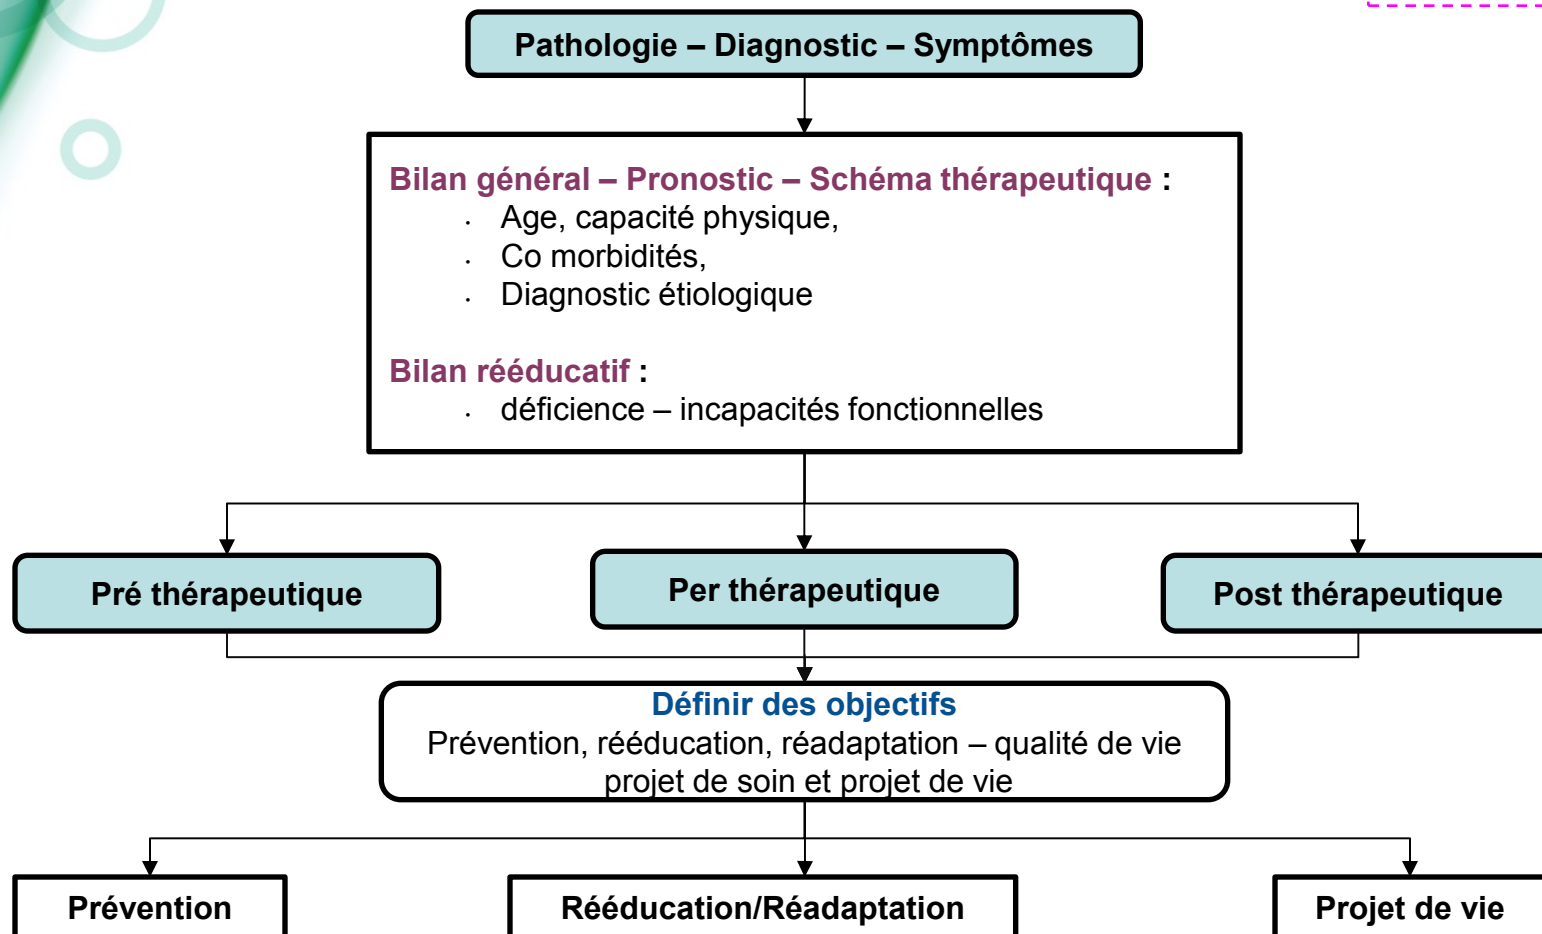 Pathologie – Diagnostic – Symptômes
Bilan général – Pronostic – Schéma thérapeutique :
· Age, capacité physique,
· Co morbidités,
· Diagnostic étiologique
Bilan rééducatif :
· déficience – incapacités fonctionnelles
Pré thérapeutique
Per thérapeutique
Post thérapeutique
Définir des objectifs
Prévention, rééducation, réadaptation – qualité de vie
projet de soin et projet de vie
Prévention
Rééducation/Réadaptation
Projet de vie